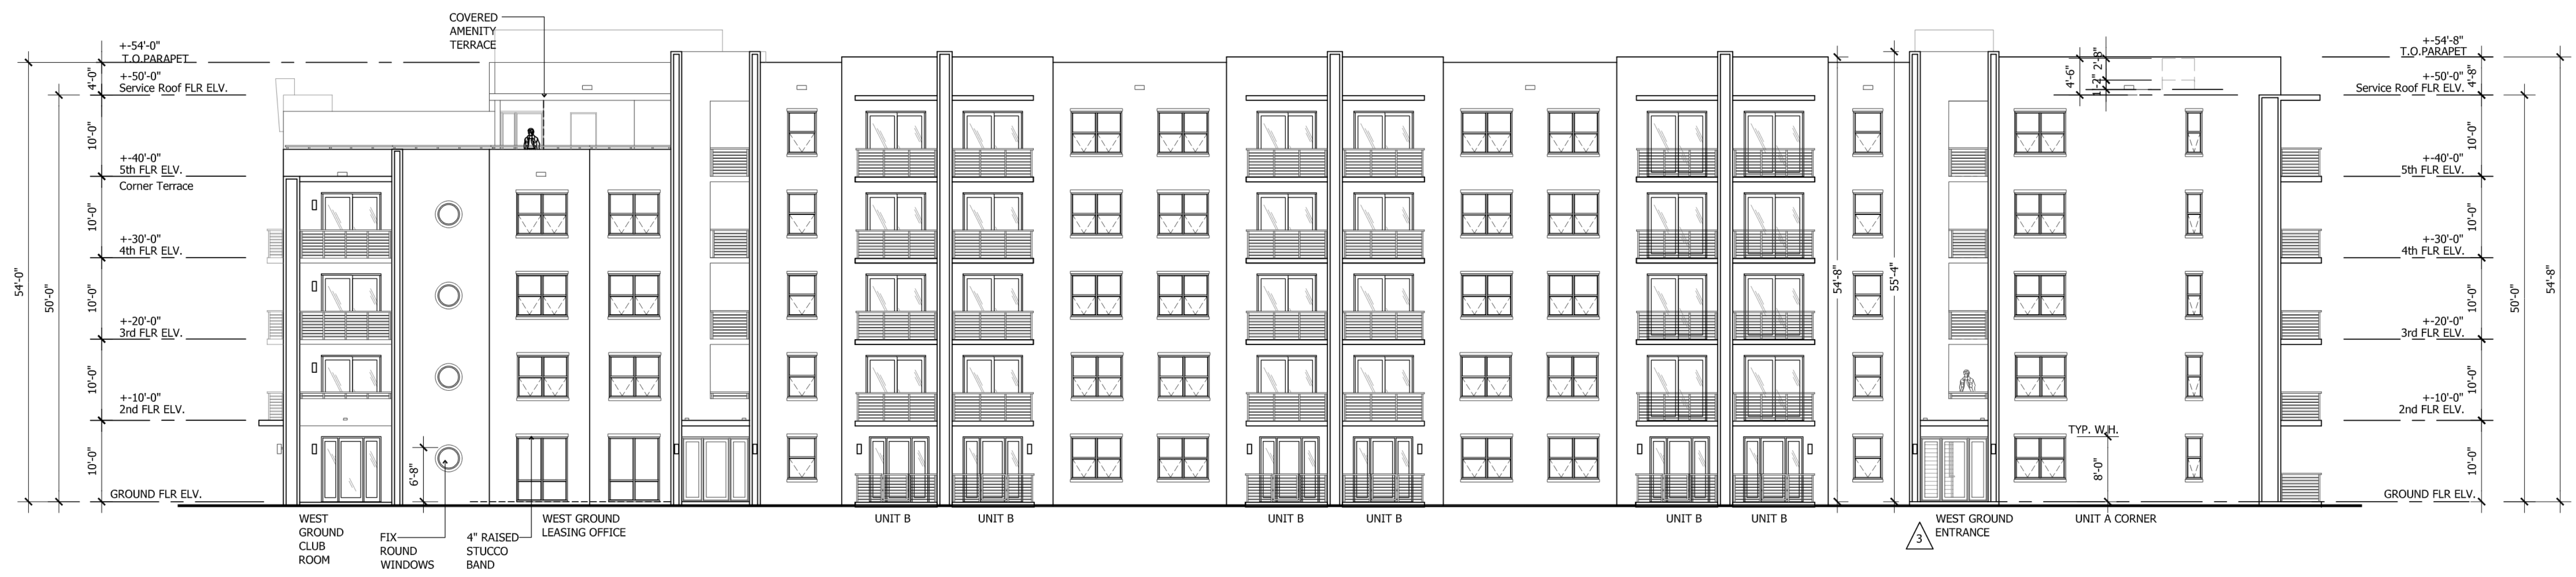 COVERED
AMENITY
TERRACE
+-54'-0"
T.O.PARAPET
+-50'-0"
Service Roof FLR ELV.
+-40'-0"
5th FLR ELV.
Corner Terrace
+-30'-0"
4th FLR ELV.
+-20'-0"
3rd FLR ELV.
+-10'-0"
2nd FLR ELV.
GROUND FLR ELV.
54'-0"
50'-0"
4'-0"
10'-0"
10'-0"
10'-0"
10'-0"
10'-0"
6'-8"
WEST
GROUND
CLUB
ROOM
FIX
ROUND
WINDOWS
4" RAISED
STUCCO
BAND
WEST GROUND
LEASING OFFICE
UNIT B
UNIT B
UNIT B
UNIT B
UNIT B
UNIT B
54'-8"
55'-4"
3
WEST GROUND
ENTRANCE
UNIT A CORNER
TYP. W.H.
8'-0"
4'-6"
2'-8"
1'-2"
+-54'-8"
T.O.PARAPET
+-50'-0"
Service Roof FLR ELV.
+-40'-0"
5th FLR ELV.
+-30'-0"
4th FLR ELV.
+-20'-0"
3rd FLR ELV.
+-10'-0"
2nd FLR ELV.
GROUND FLR ELV.
4'-8"
10'-0"
10'-0"
10'-0"
10'-0"
10'-0"
50'-0"
54'-8"